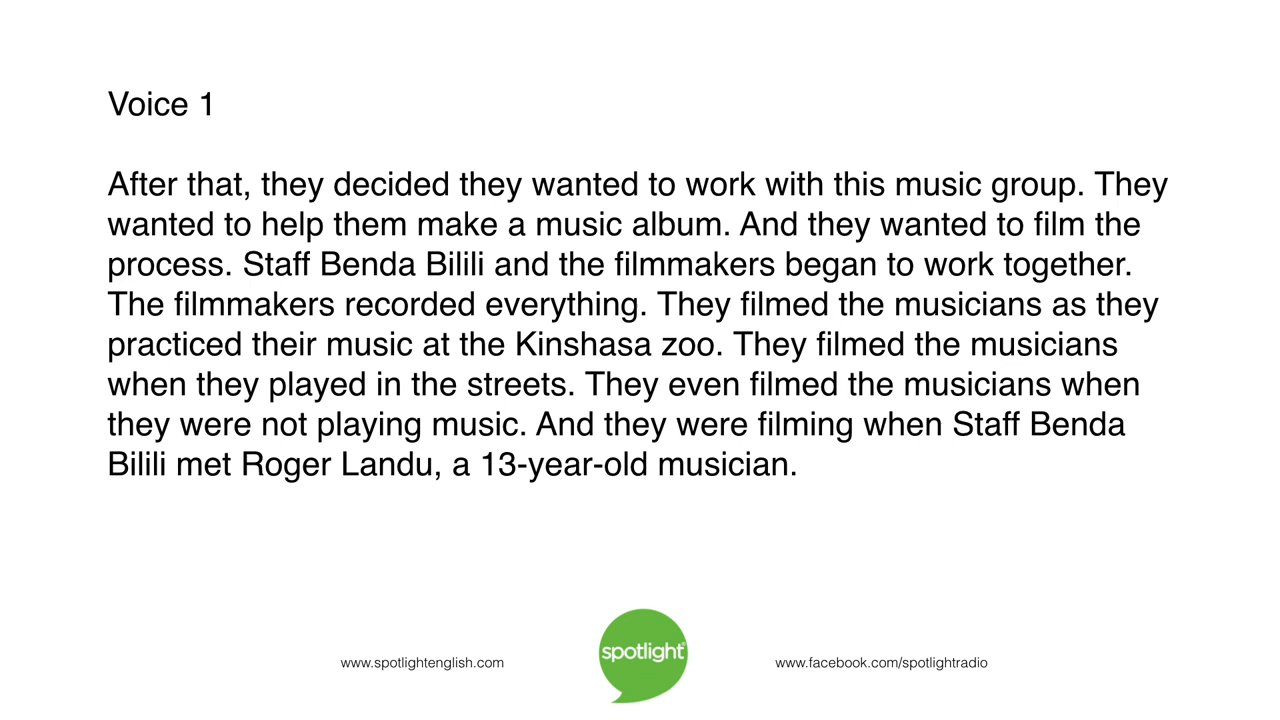 Voice 1
After that, they decided they wanted to work with this music group. They
wanted to help them make a music album. And they wanted to film the
process. Staff Benda Bilili and the filmmakers began to work together.
The filmmakers recorded everything. They filmed the musicians as they
practiced their music at the Kinshasa zoo. They filmed the musicians
when they played in the streets. They even filmed the musicians when
they were not playing music. And they were filming when Staff Benda
Bilili met Roger Landu, a 13-year-old musician.
www.spotlightenglish.com
spotlight®
www.facebook.com/spotlightradio